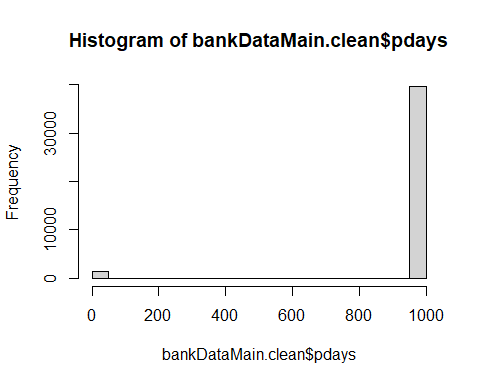 Histogram of bankDataMain.clean$pdays
Frequency
30000
10000
0
0 200 400 600 800 1000
bankDataMain.clean$pdays